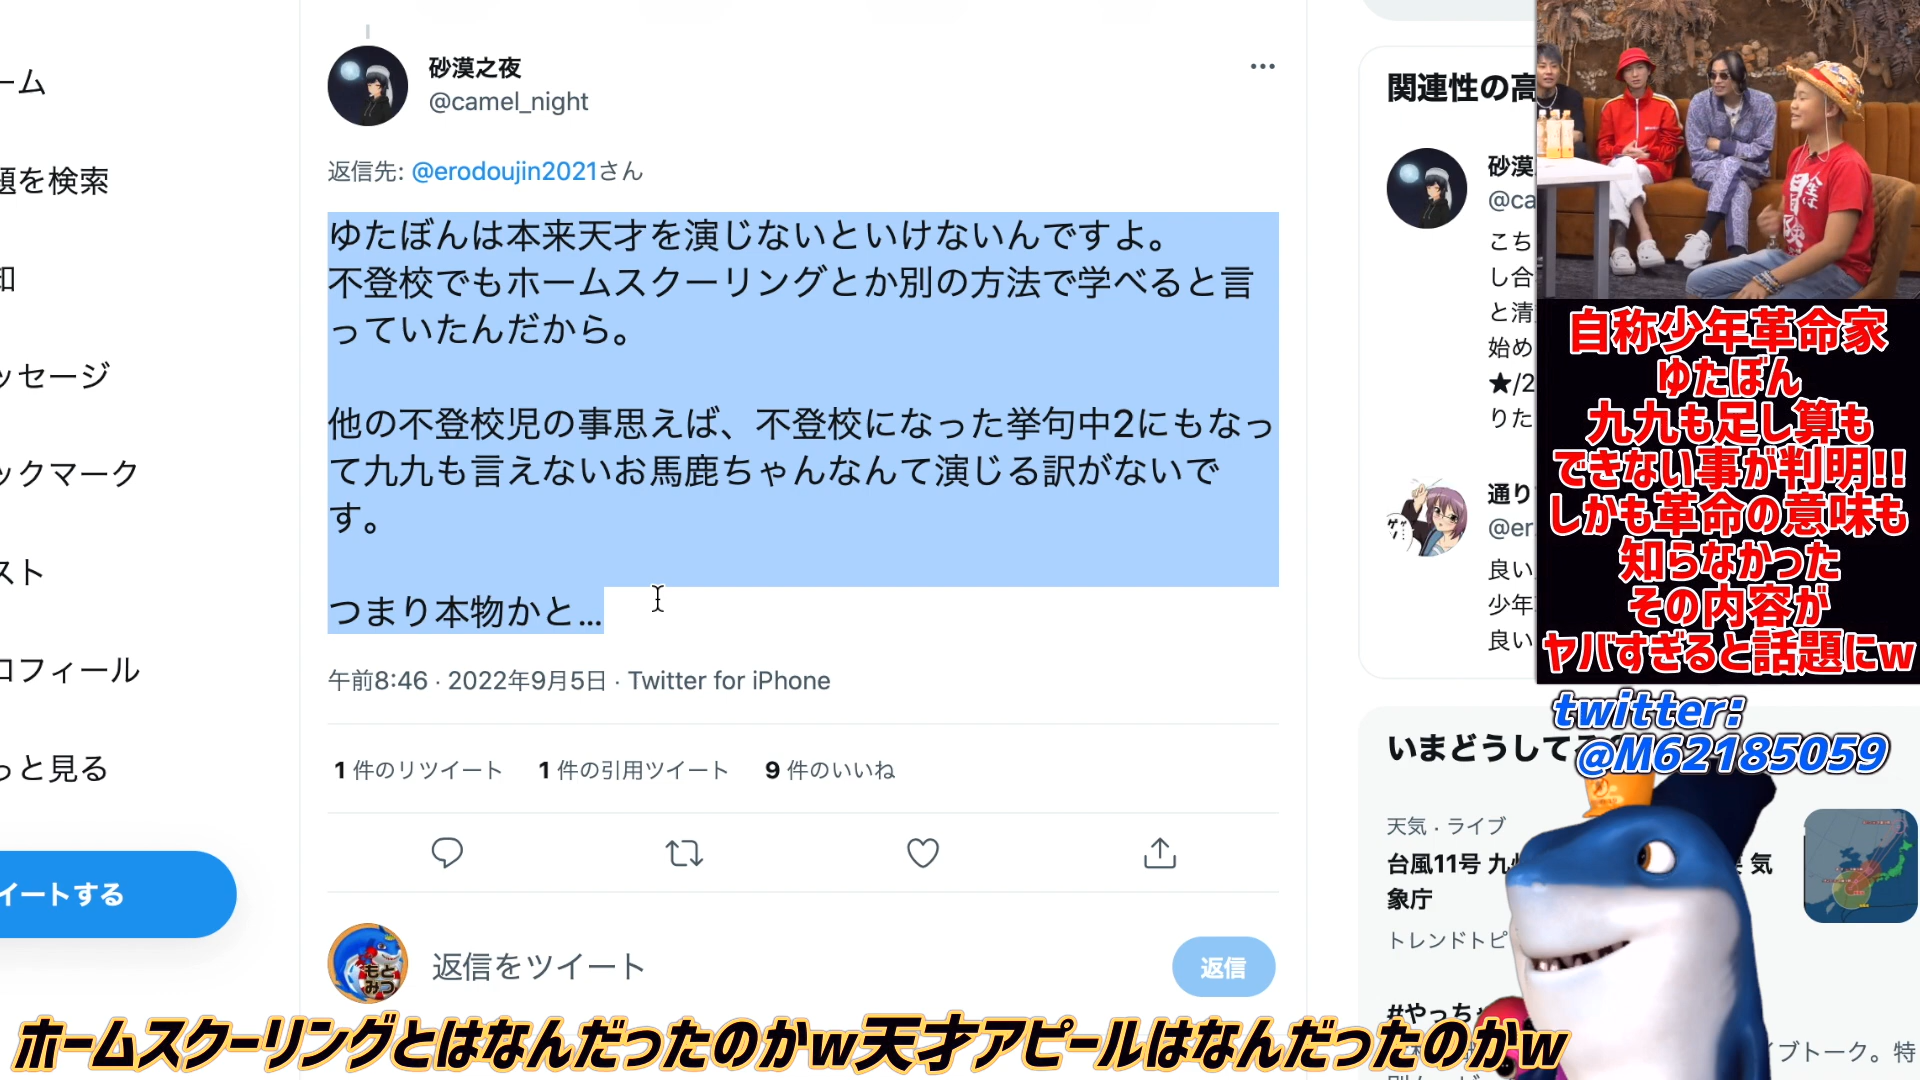 ーム
題を検索
知
ッセージ
ックマーク
スト
ロフィール
っと見る
イートする
砂漠之夜
@camel_night
返信先: @erodoujin2021さん
ゆたぼんは本来天才を演じないといけないんですよ。
不登校でもホームスクーリングとか別の方法で学べると言
っていたんだから。
他の不登校児の事思えば、不登校になった挙句中2にもなっ
て九九も言えないお馬鹿ちゃんなんて演じる訳がないで
す。
つまり本物かと...
午前8:46 · 2022年9月5日 · Twitter for iPhone
1 件のリツイート 1 件の引用ツイート 9 件のいいね
返信をツイート
返信
もと
みつ
関連性の高
砂漠
@ca
こち
し合
と清
始め
★/2
りた
通り
@er
良い
少年
良い
人生は
自称少年革命家
ゆたぼん
九九も足し算も
できない事が判明!!
しかも革命の意味も
知らなかった
その内容が
ヤバすぎると話題にw
twitter:
@M62185059
いまどうして
天気 · ライブ
台風11号 九
気
象庁
トレンドトピ
#やっち
イブトーク。特
ホームスクーリングとはなんだったのかw天才アピールはなんだったのかw